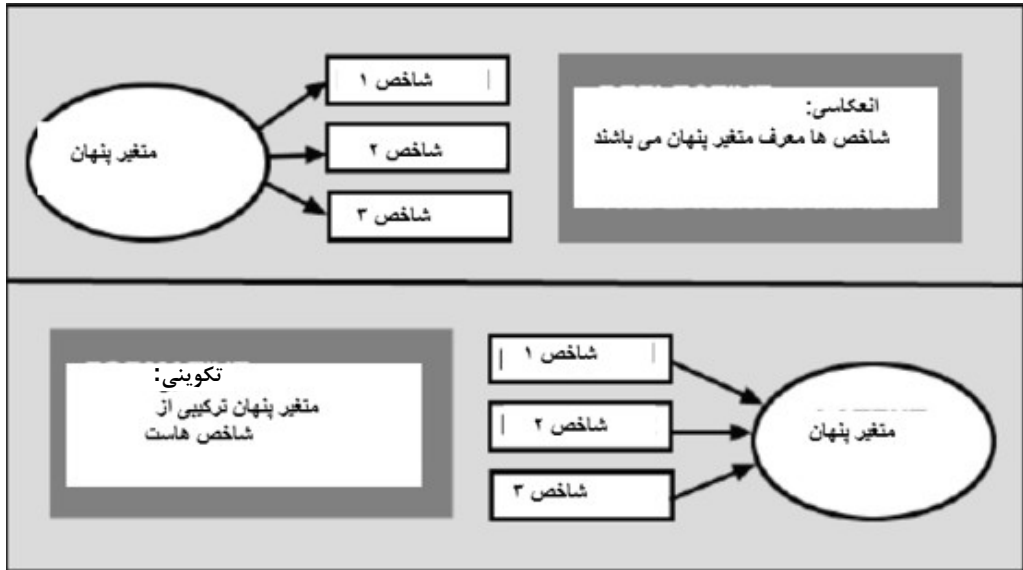 متغیر پنهان
شاخص ۱
شاخص ۲
شاخص ۳
انعکاسی:
شاخص ها معرف متغیر پنهان می باشند
تکوینی:
متغیر پنهان ترکیبی از
شاخص هاست
شاخص ۱
شاخص ۲
شاخص ۳
متغیر پنهان